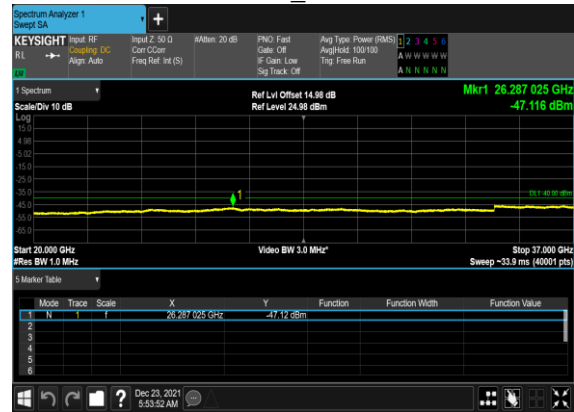 Spectrum Analyzer 1
Swept SA
+
KEYSIGHT Input: RF Input Z: 50 Ω #Atten: 20 dB PNO: Fast Avg Type: Power (RMS) 1 2 3 4 5 6
RL Coupling: DC Corr CCorr Gate: Off Avg|Hold: 100/100 A W W W W W
Align: Auto Freq Ref: Int (S) IF Gain: Low Trig: Free Run
LXI Sig Track: Off A N N N N N
1 Spectrum Ref Lvl Offset 14.98 dB Mkr1 26.287 025 GHz
Scale/Div 10 dB Ref Level 24.98 dBm -47.116 dBm
Log
15.0
4.98
-5.02
-15.0
-25.0
-35.0 1 DL1 -40.00 dBm
-45.0
-55.0
-65.0
Start 20.000 GHz Video BW 3.0 MHz* Stop 37.000 GHz
#Res BW 1.0 MHz Sweep ~33.9 ms (40001 pts)
5 Marker Table
Mode Trace Scale X Y Function Function Width Function Value
1 N 1 f 26.287 025 GHz -47.12 dBm
2
3
4
5
6
? Dec 23, 2021
5:53:52 AM